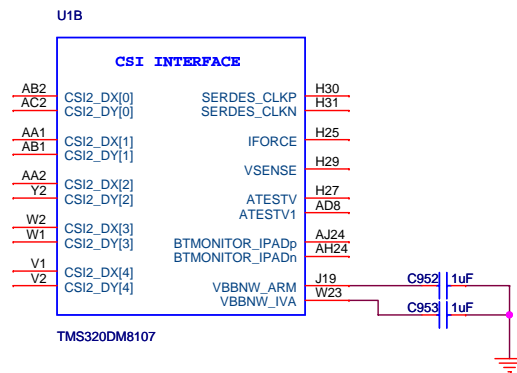 U1B
CSI INTERFACE
AB2 CSI2_DX[0] SERDES_CLKP H30
AC2 CSI2_DY[0] SERDES_CLKN H31
AA1 CSI2_DX[1] IFORCE H25
AB1 CSI2_DY[1]
VSENSE H29
AA2 CSI2_DX[2]
Y2 CSI2_DY[2] ATESTV H27
ATESTV1 AD8
W2 CSI2_DX[3]
W1 CSI2_DY[3] BTMONITOR_IPADp AJ24
BTMONITOR_IPADn AH24
V1 CSI2_DX[4]
V2 CSI2_DY[4] VBBNW_ARM J19 C952 1uF
VBBNW_IVA W23 C953 1uF
TMS320DM8107